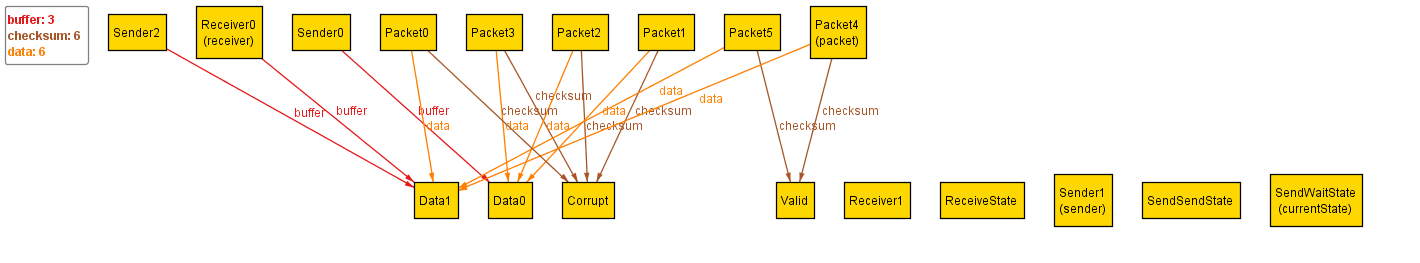 buffer: 3
checksum: 6
data: 6
Sender2
Receiver0
(receiver)
Sender0
Packet0
Packet3
Packet2
Packet1
Packet5
Packet4
(packet)
buffer
buffer
buffer
data
checksum
data
checksum
data
checksum
data
checksum
data
data
checksum
checksum
Data1
Data0
Corrupt
Valid
Receiver1
ReceiveState
Sender1
(sender)
SendSendState
SendWaitState
(currentState)